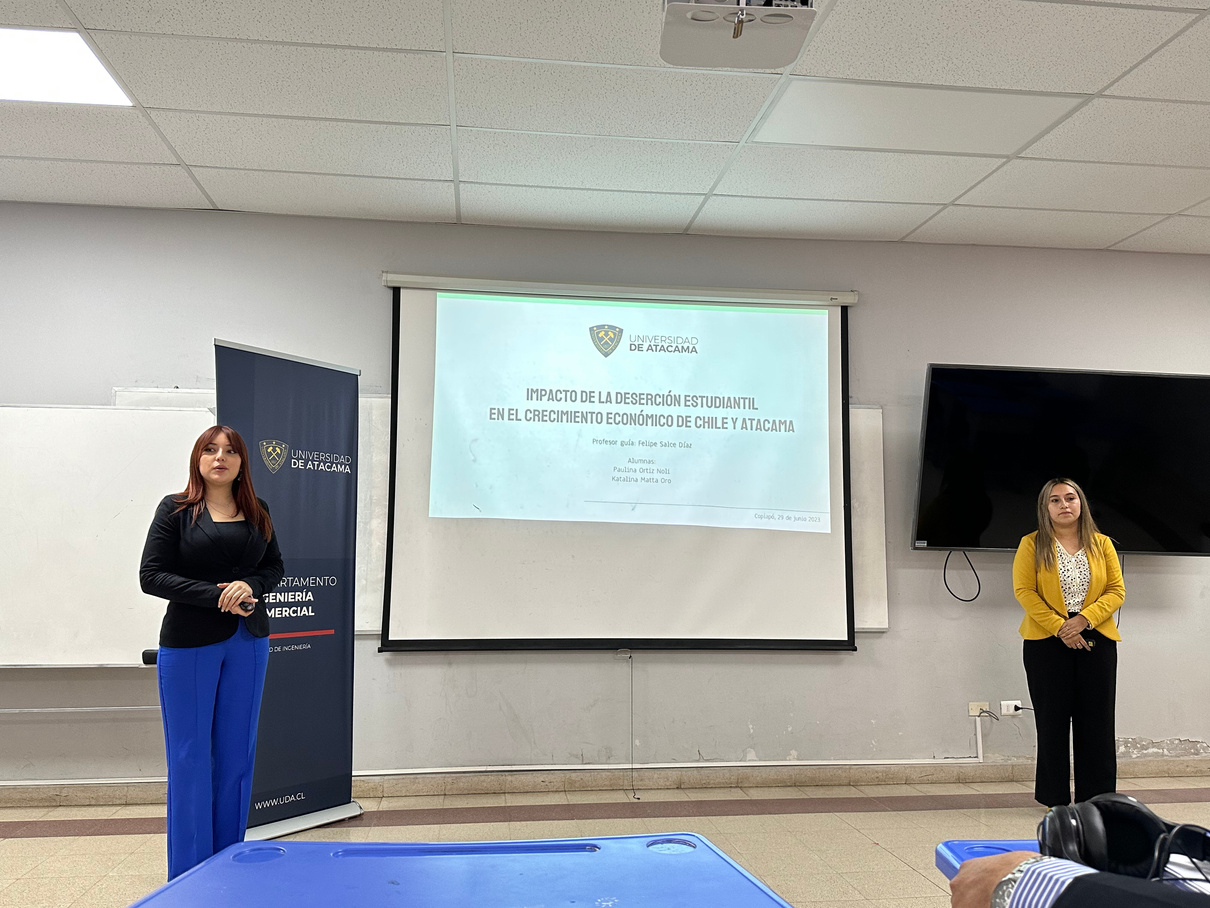 UNIVERSIDAD
DE ATACAMA
IMPACTO DE LA DESERCIÓN ESTUDIANTIL
EN EL CRECIMIENTO ECONÓMICO DE CHILE Y ATACAMA
Profesor guía: Felipe Salce Díaz
Alumnas:
Paulina Ortiz Noli
Katalina Matta Oro
Copiapó, 29 de junio 2023
UNIVERSIDAD
DE ATACAMA
ARTAMENTO
GENIERÍA
MERCIAL
DE INGENIERÍA
WWW.UDA.CL